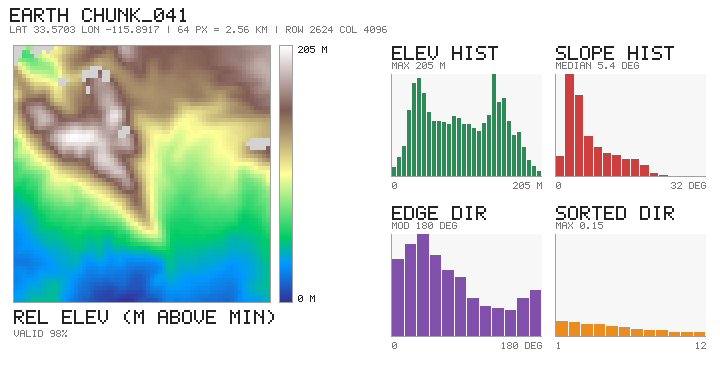 EARTH CHUNK_041
LAT 33.5703 LON -115.8917 | 64 PX = 2.56 KM | ROW 2624 COL 4096
205 M
0 M
REL ELEV (M ABOVE MIN)
VALID 98%
ELEV HIST
MAX 205 M
0 205 M
SLOPE HIST
MEDIAN 5.4 DEG
0 32 DEG
EDGE DIR
MOD 180 DEG
0 180 DEG
SORTED DIR
MAX 0.15
1 12